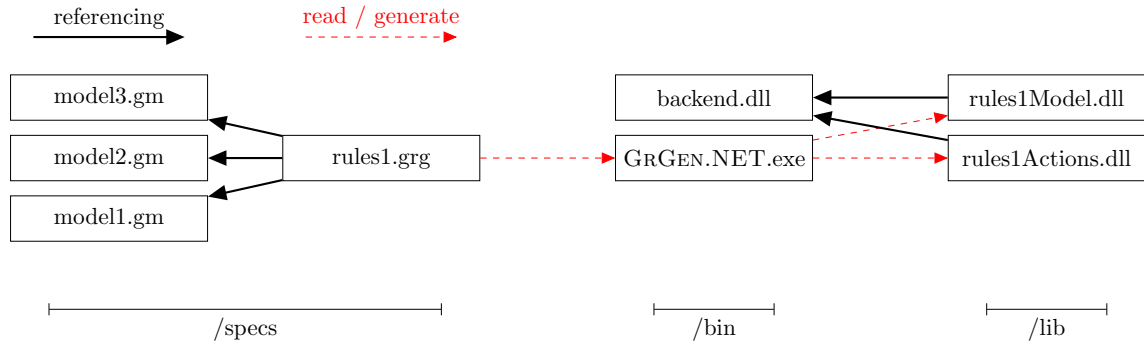 referencing
read / generate
model3.gm
backend.dll
rules1Model.dll
model2.gm
rules1.grg
GRGEN.NET.exe
rules1Actions.dll
model1.gm
/specs
/bin
/lib